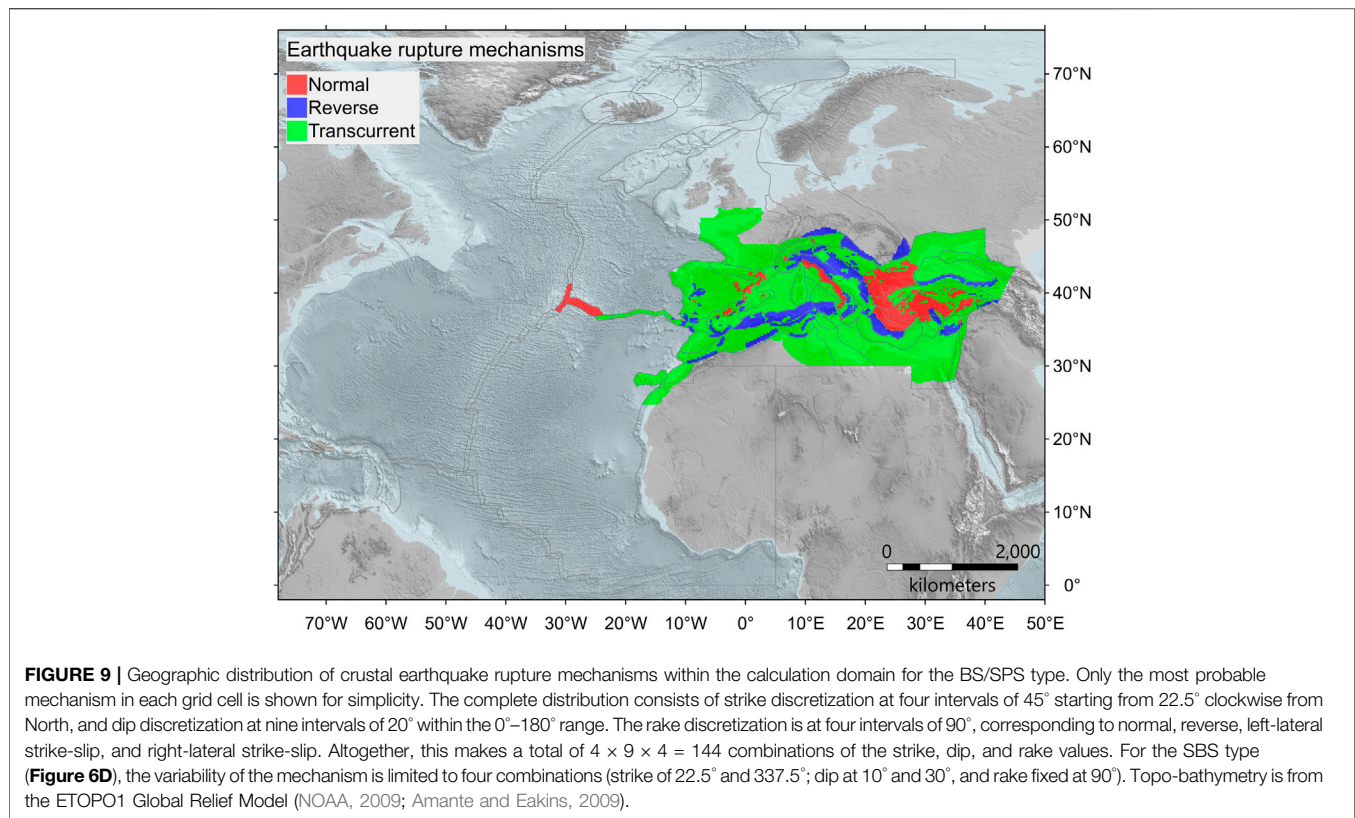 Earthquake rupture mechanisms
Normal
Reverse
Transcurrent
70°N
60°N
50°N
40°N
30°N
20°N
10°N
0°
0 2,000
kilometers
70°W 60°W 50°W 40°W 30°W 20°W 10°W 0° 10°E 20°E 30°E 40°E 50°E
FIGURE 9 | Geographic distribution of crustal earthquake rupture mechanisms within the calculation domain for the BS/SPS type. Only the most probable
mechanism in each grid cell is shown for simplicity. The complete distribution consists of strike discretization at four intervals of 45° starting from 22.5° clockwise from
North, and dip discretization at nine intervals of 20° within the 0°–180° range. The rake discretization is at four intervals of 90°, corresponding to normal, reverse, left-lateral
strike-slip, and right-lateral strike-slip. Altogether, this makes a total of 4 × 9 × 4 = 144 combinations of the strike, dip, and rake values. For the SBS type
(Figure 6D), the variability of the mechanism is limited to four combinations (strike of 22.5° and 337.5°; dip at 10° and 30°, and rake fixed at 90°). Topo-bathymetry is from
the ETOPO1 Global Relief Model (NOAA, 2009; Amante and Eakins, 2009).